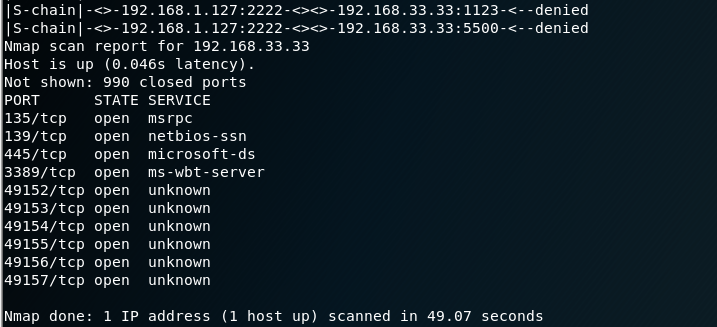 |S-chain|-<>-192.168.1.127:2222-<><>-192.168.33.33:1123-<--denied
|S-chain|-<>-192.168.1.127:2222-<><>-192.168.33.33:5500-<--denied
Nmap scan report for 192.168.33.33
Host is up (0.046s latency).
Not shown: 990 closed ports
PORT      STATE SERVICE
135/tcp   open  msrpc
139/tcp   open  netbios-ssn
445/tcp   open  microsoft-ds
3389/tcp  open  ms-wbt-server
49152/tcp open  unknown
49153/tcp open  unknown
49154/tcp open  unknown
49155/tcp open  unknown
49156/tcp open  unknown
49157/tcp open  unknown
Nmap done: 1 IP address (1 host up) scanned in 49.07 seconds